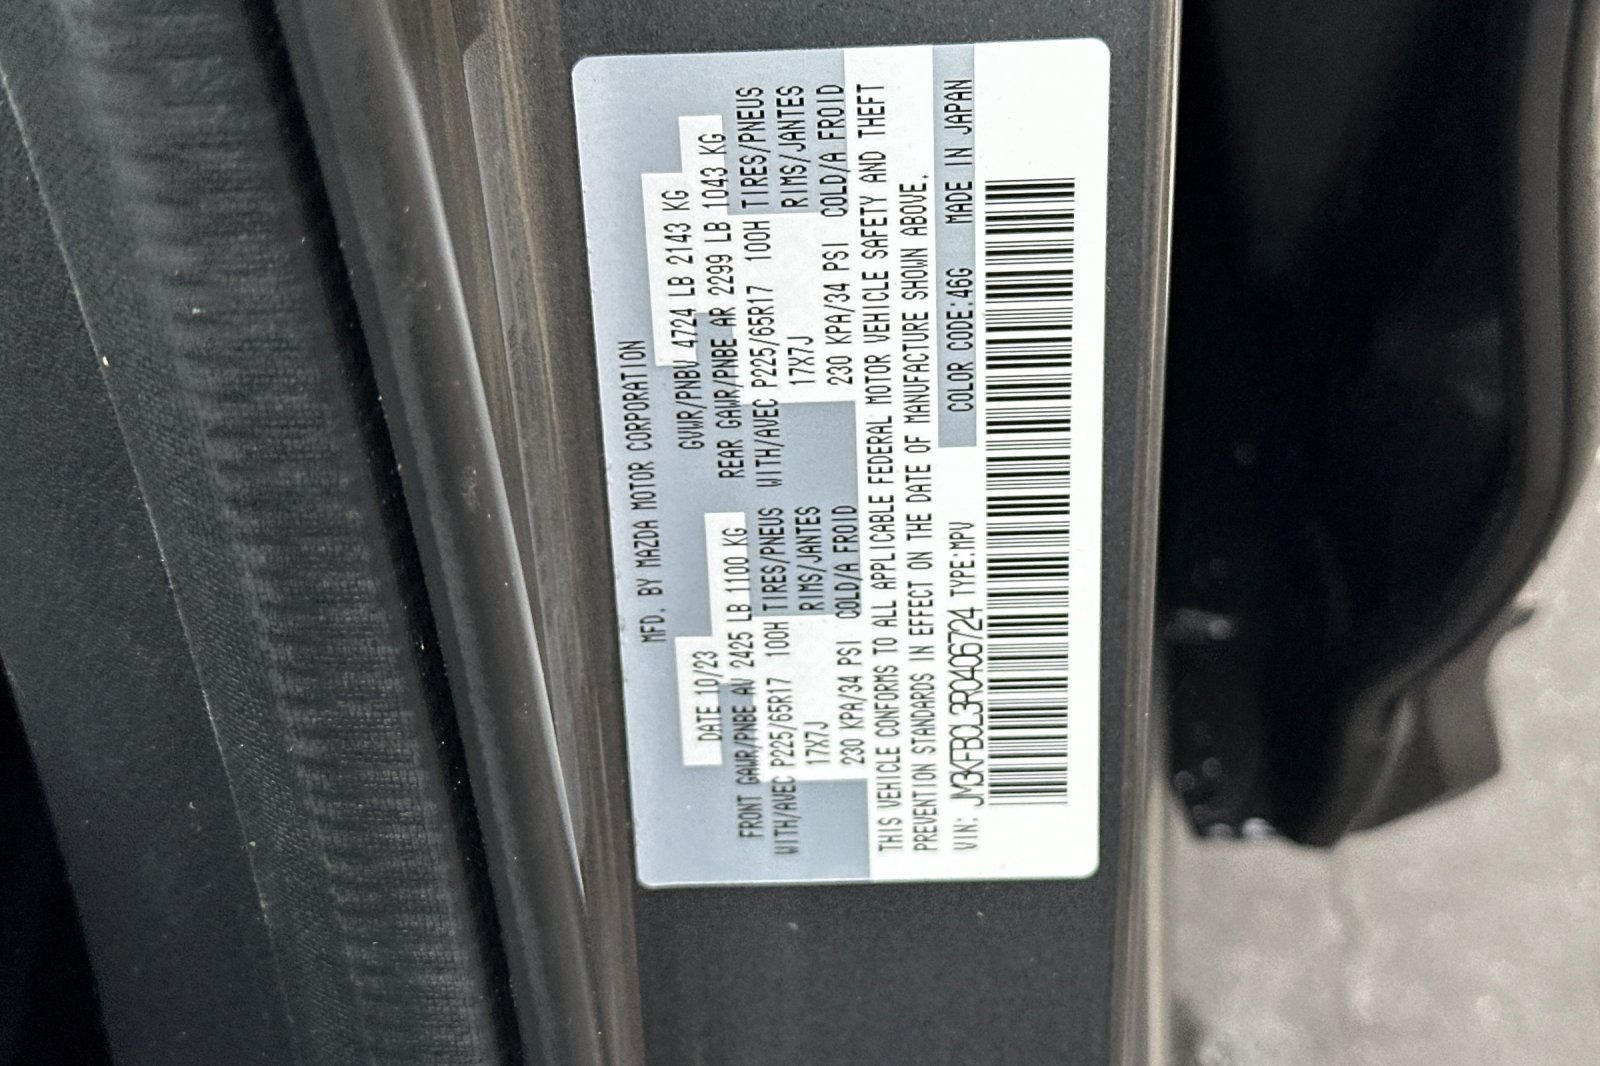 MFD. BY MAZDA MOTOR CORPORATION
DATE 10/23 GVWR/PNBV 4724 LB 2143 KG
FRONT GAWR/PNBE AV 2425 LB 1100 KG REAR GAWR/PNBE AR 2299 LB 1043 KG
WITH/AVEC P225/65R17 100H TIRES/PNEUS WITH/AVEC P225/65R17 100H TIRES/PNEUS
17X7J RIMS/JANTES 17X7J RIMS/JANTES
230 KPA/34 PSI COLD/A FROID 230 KPA/34 PSI COLD/A FROID
THIS VEHICLE CONFORMS TO ALL APPLICABLE FEDERAL MOTOR VEHICLE SAFETY AND THEFT
PREVENTION STANDARDS IN EFFECT ON THE DATE OF MANUFACTURE SHOWN ABOVE.
VIN: JM3KFBCL3R0406724 TYPE:MPV COLOR CODE:46G MADE IN JAPAN